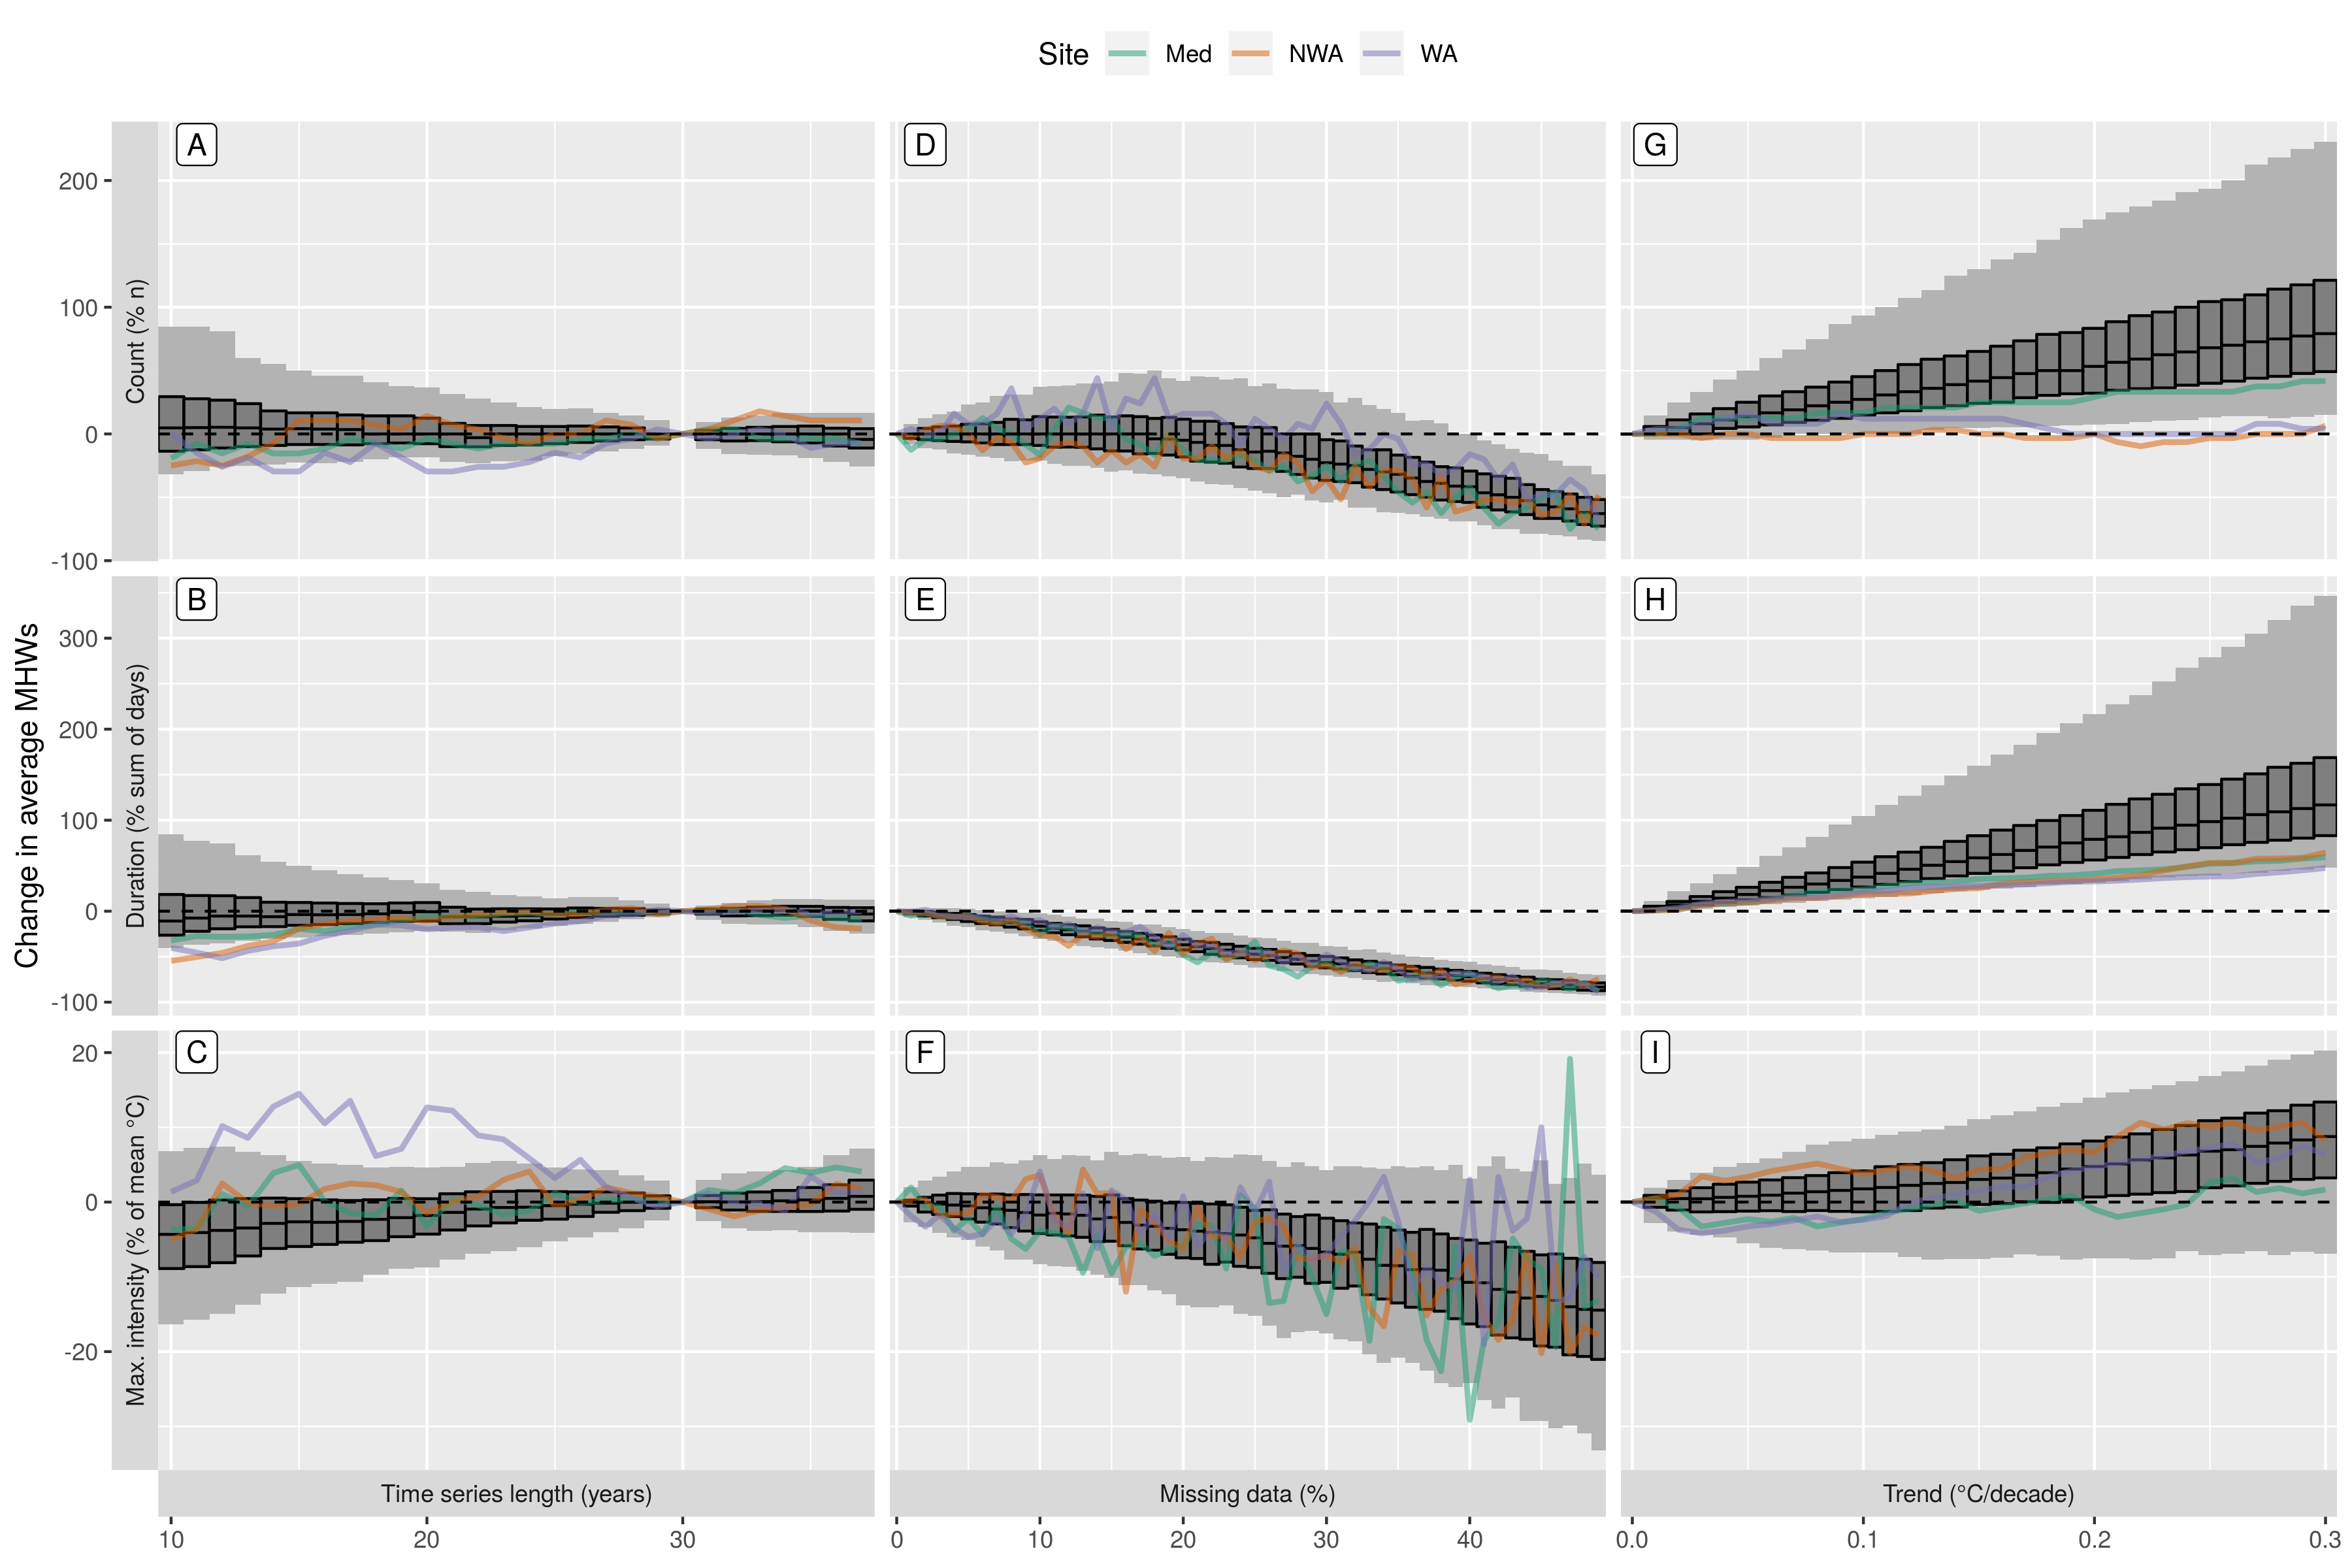 Site Med NWA WA
A
D
G
200
100
0
-100
Count (% n)
B
E
H
300
200
100
0
-100
Duration (% sum of days)
C
F
I
20
0
-20
Max. intensity (% of mean °C)
Change in average MHWs
Time series length (years)
Missing data (%)
Trend (°C/decade)
10 20 30
0 10 20 30 40
0.0 0.1 0.2 0.3